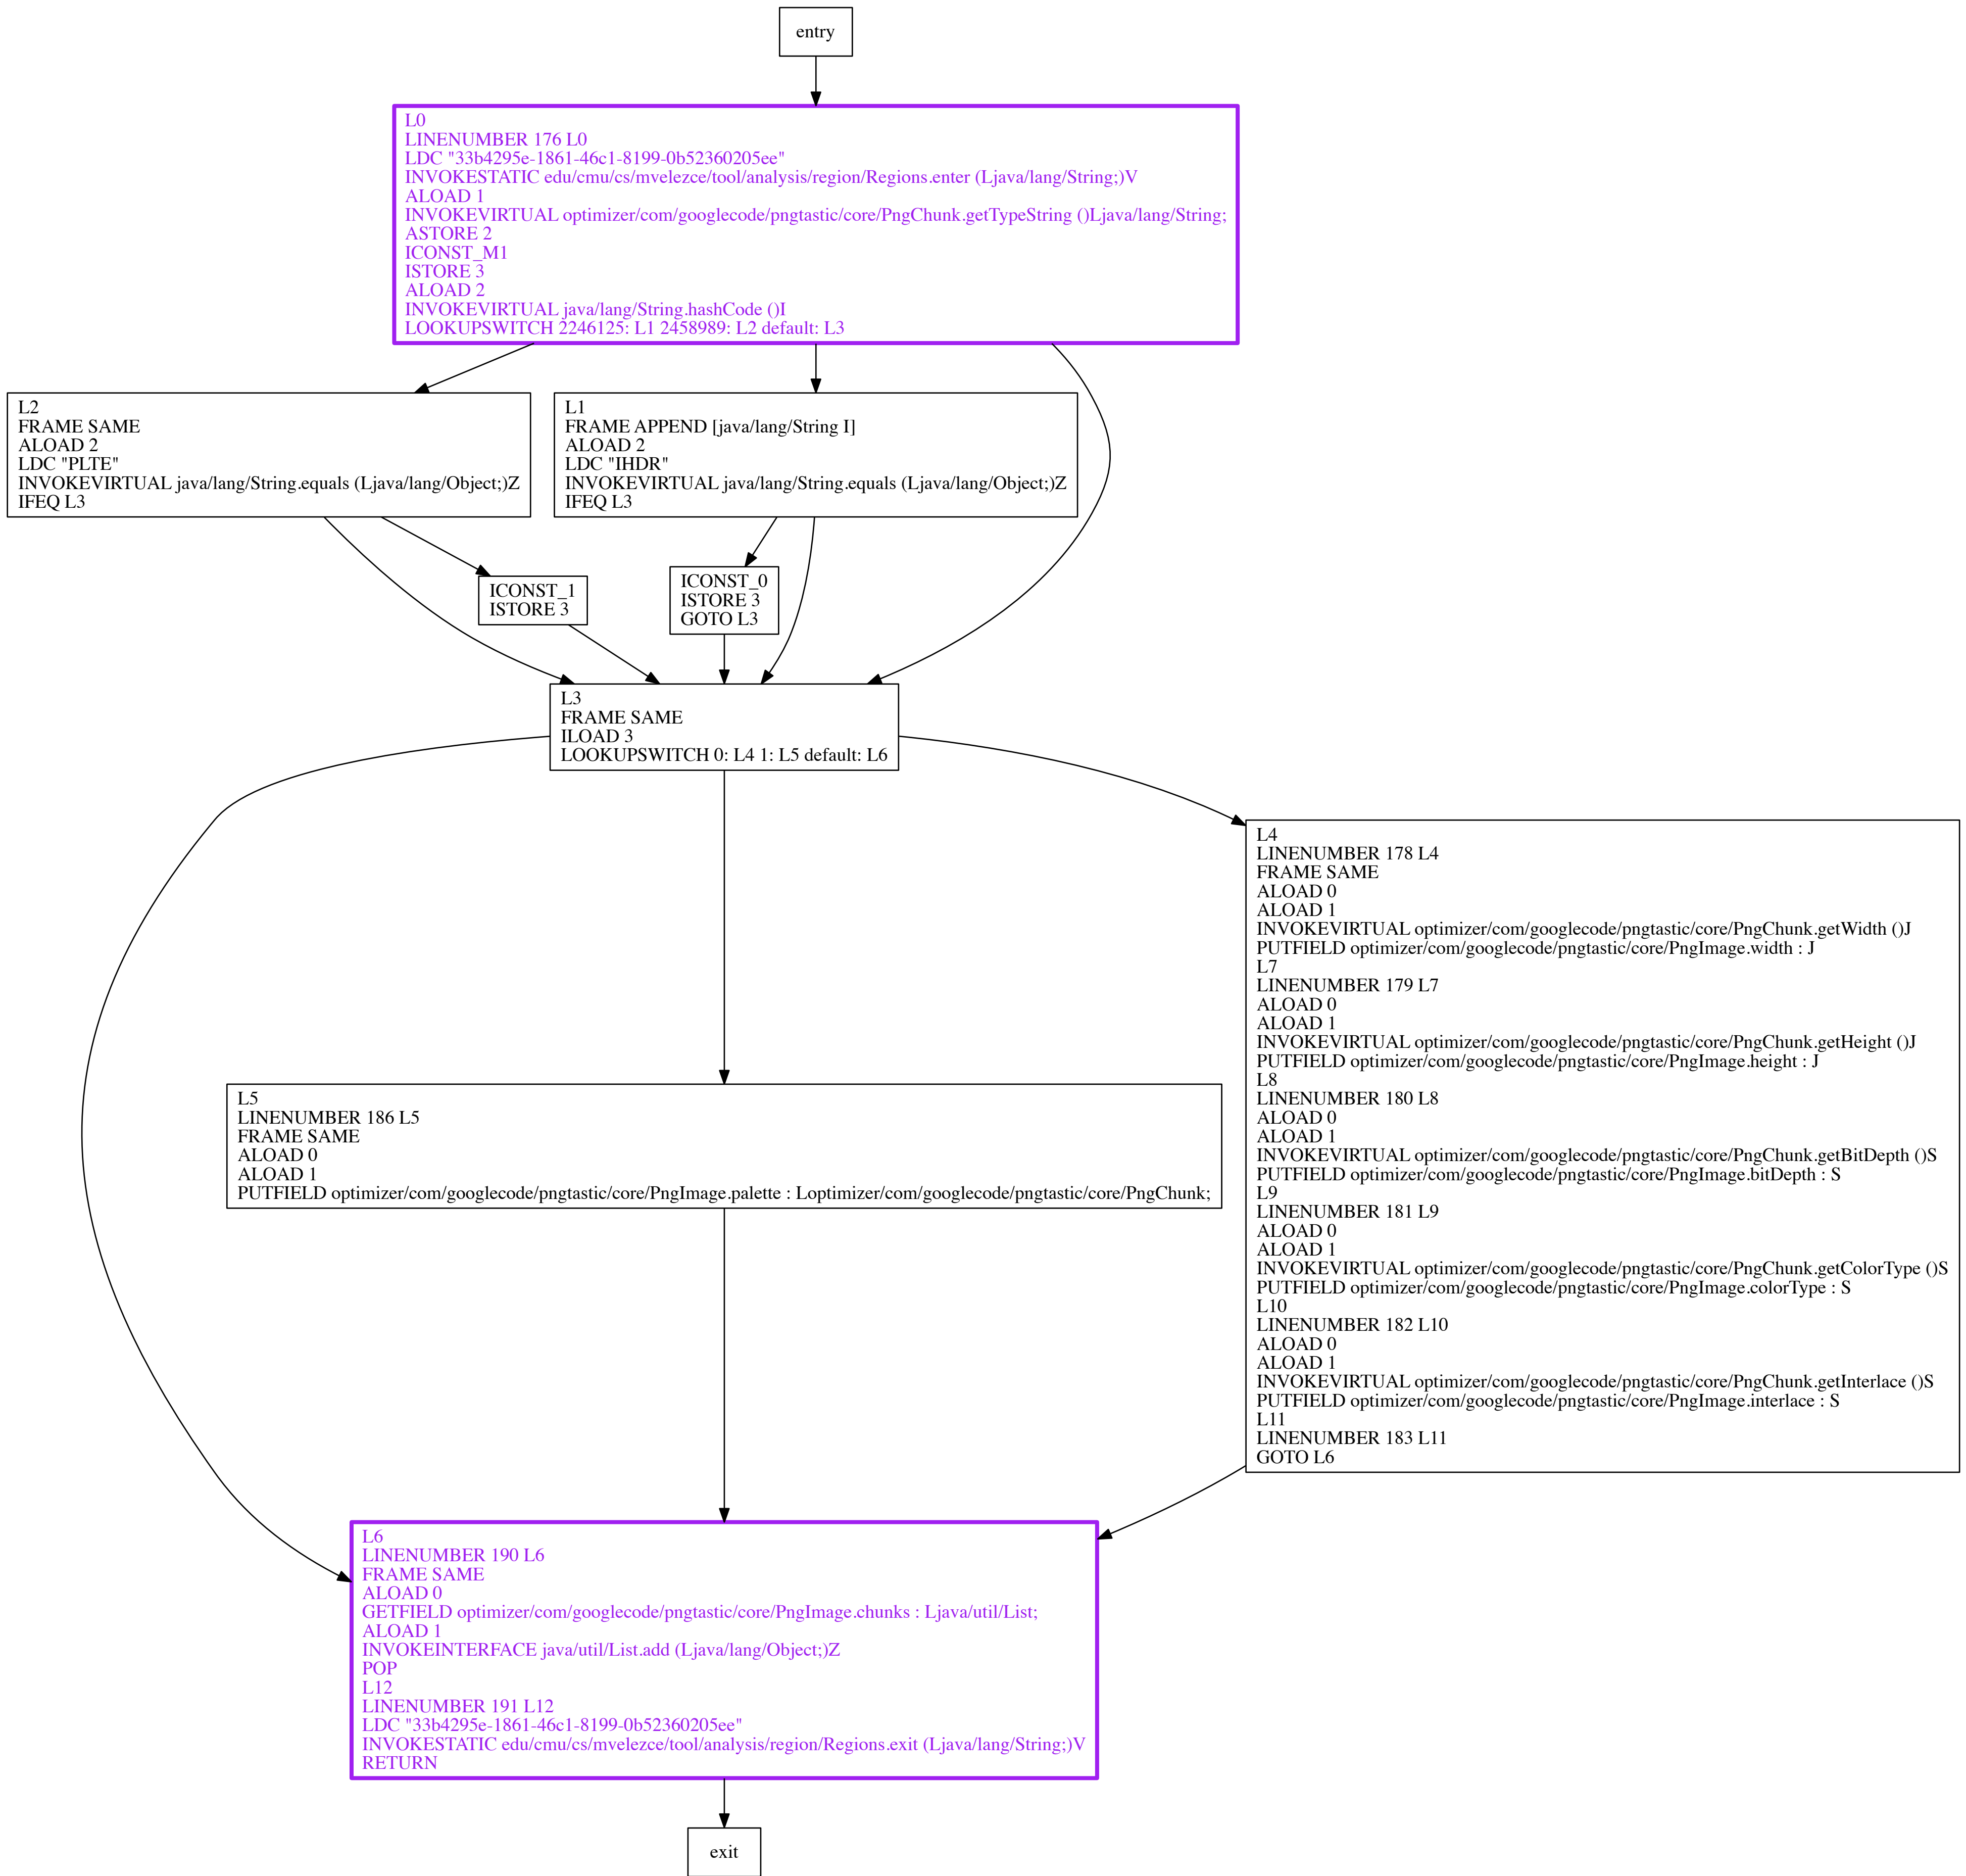 entry
L0
LINENUMBER 176 L0
LDC "33b4295e-1861-46c1-8199-0b52360205ee"
INVOKESTATIC edu/cmu/cs/mvelezce/tool/analysis/region/Regions.enter (Ljava/lang/String;)V
ALOAD 1
INVOKEVIRTUAL optimizer/com/googlecode/pngtastic/core/PngChunk.getTypeString ()Ljava/lang/String;
ASTORE 2
ICONST_M1
ISTORE 3
ALOAD 2
INVOKEVIRTUAL java/lang/String.hashCode ()I
LOOKUPSWITCH 2246125: L1 2458989: L2 default: L3
L2
FRAME SAME
ALOAD 2
LDC "PLTE"
INVOKEVIRTUAL java/lang/String.equals (Ljava/lang/Object;)Z
IFEQ L3
L1
FRAME APPEND [java/lang/String I]
ALOAD 2
LDC "IHDR"
INVOKEVIRTUAL java/lang/String.equals (Ljava/lang/Object;)Z
IFEQ L3
ICONST_1
ISTORE 3
ICONST_0
ISTORE 3
GOTO L3
L3
FRAME SAME
ILOAD 3
LOOKUPSWITCH 0: L4 1: L5 default: L6
L4
LINENUMBER 178 L4
FRAME SAME
ALOAD 0
ALOAD 1
INVOKEVIRTUAL optimizer/com/googlecode/pngtastic/core/PngChunk.getWidth ()J
PUTFIELD optimizer/com/googlecode/pngtastic/core/PngImage.width : J
L7
LINENUMBER 179 L7
ALOAD 0
ALOAD 1
INVOKEVIRTUAL optimizer/com/googlecode/pngtastic/core/PngChunk.getHeight ()J
PUTFIELD optimizer/com/googlecode/pngtastic/core/PngImage.height : J
L8
LINENUMBER 180 L8
ALOAD 0
ALOAD 1
INVOKEVIRTUAL optimizer/com/googlecode/pngtastic/core/PngChunk.getBitDepth ()S
PUTFIELD optimizer/com/googlecode/pngtastic/core/PngImage.bitDepth : S
L9
LINENUMBER 181 L9
ALOAD 0
ALOAD 1
INVOKEVIRTUAL optimizer/com/googlecode/pngtastic/core/PngChunk.getColorType ()S
PUTFIELD optimizer/com/googlecode/pngtastic/core/PngImage.colorType : S
L10
LINENUMBER 182 L10
ALOAD 0
ALOAD 1
INVOKEVIRTUAL optimizer/com/googlecode/pngtastic/core/PngChunk.getInterlace ()S
PUTFIELD optimizer/com/googlecode/pngtastic/core/PngImage.interlace : S
L11
LINENUMBER 183 L11
GOTO L6
L5
LINENUMBER 186 L5
FRAME SAME
ALOAD 0
ALOAD 1
PUTFIELD optimizer/com/googlecode/pngtastic/core/PngImage.palette : Loptimizer/com/googlecode/pngtastic/core/PngChunk;
L6
LINENUMBER 190 L6
FRAME SAME
ALOAD 0
GETFIELD optimizer/com/googlecode/pngtastic/core/PngImage.chunks : Ljava/util/List;
ALOAD 1
INVOKEINTERFACE java/util/List.add (Ljava/lang/Object;)Z
POP
L12
LINENUMBER 191 L12
LDC "33b4295e-1861-46c1-8199-0b52360205ee"
INVOKESTATIC edu/cmu/cs/mvelezce/tool/analysis/region/Regions.exit (Ljava/lang/String;)V
RETURN
exit